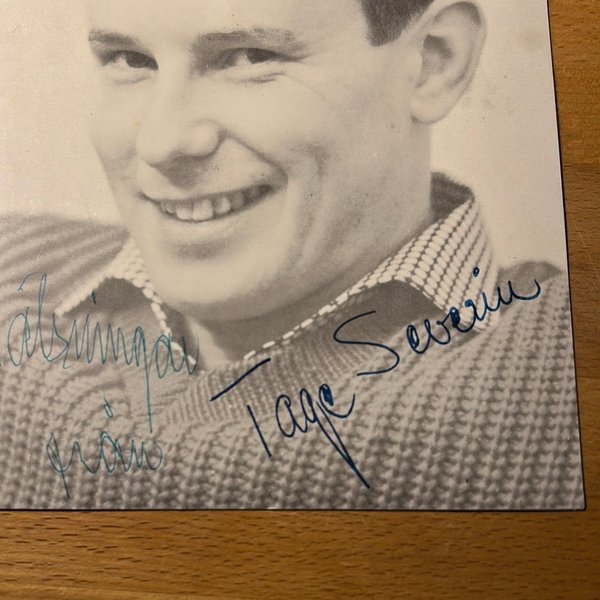 älsningar
från
Tage Severin